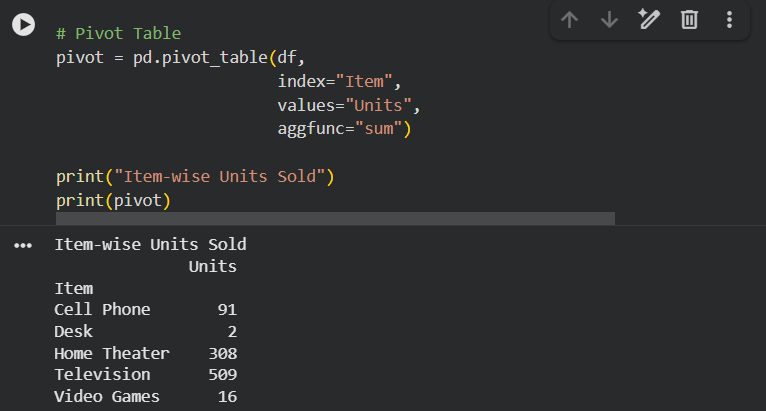 # Pivot Table
pivot = pd.pivot_table(df,
                       index="Item",
                       values="Units",
                       aggfunc="sum")
print("Item-wise Units Sold")
print(pivot)
Item-wise Units Sold
              Units
Item
Cell Phone       91
Desk              2
Home Theater    308
Television      509
Video Games      16